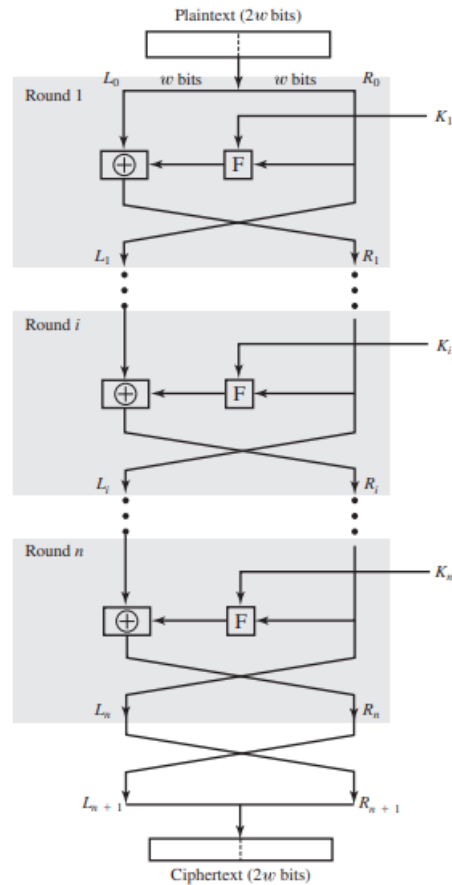 Plaintext (2w bits)
L0 w bits w bits R0
Round 1
K1
⊕ F
L1 R1
Round i
Ki
⊕ F
Li Ri
Round n
Kn
⊕ F
Ln Rn
Ln + 1 Rn + 1
Ciphertext (2w bits)